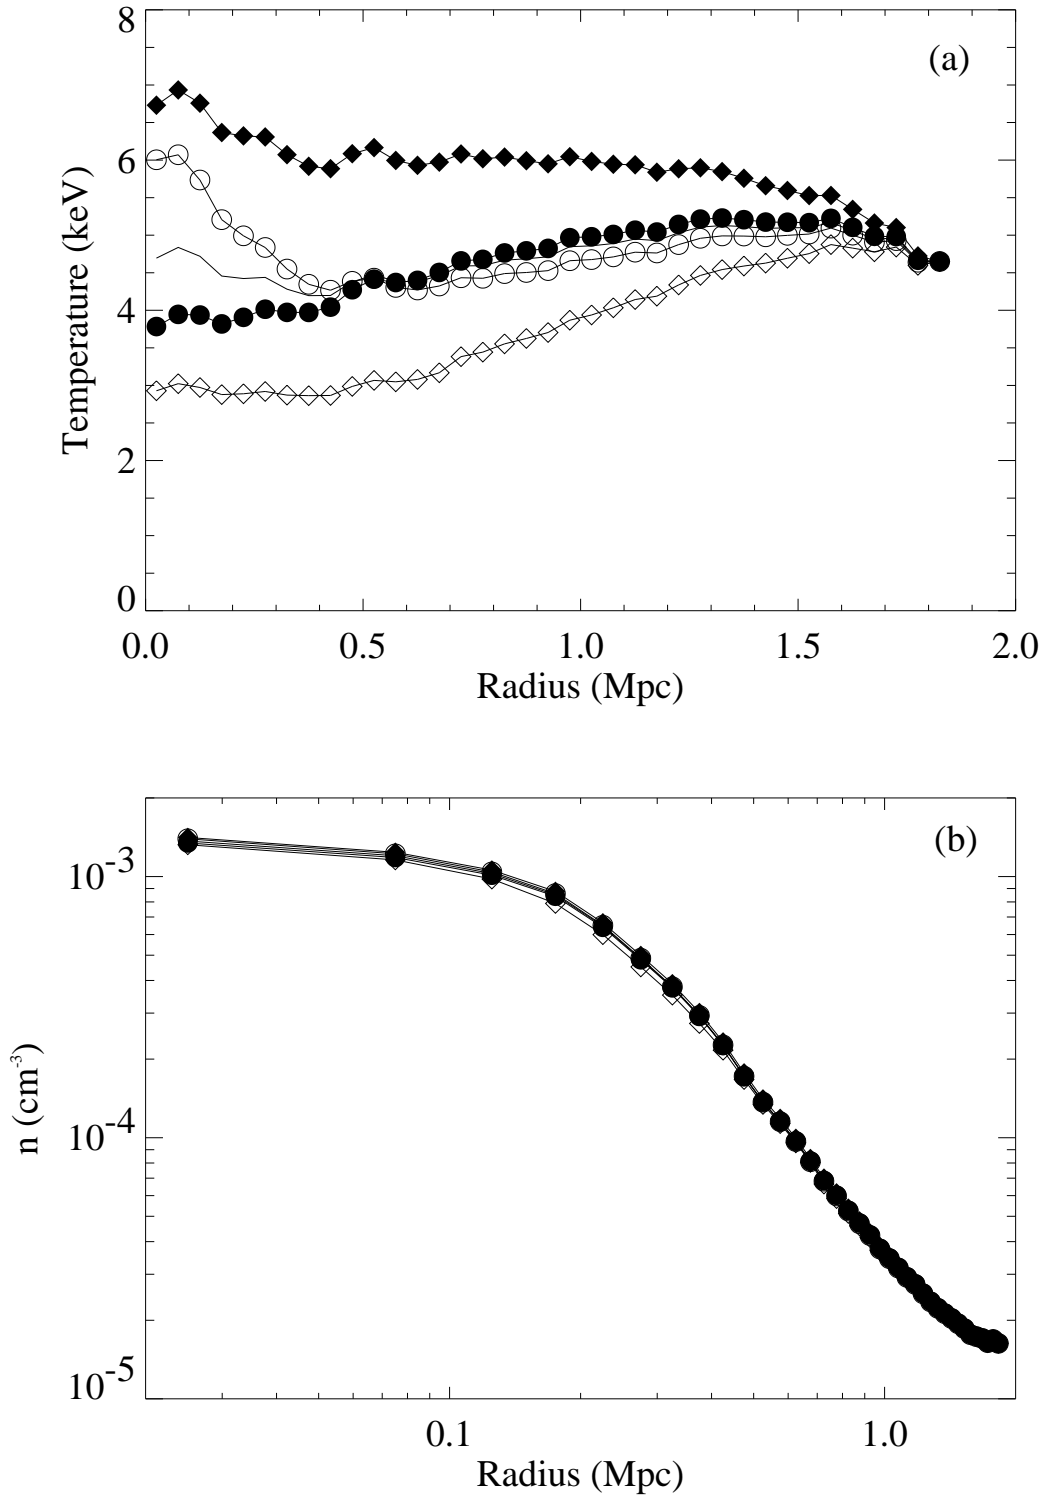 (a)
8
6
4
2
0
Temperature (keV)
0.0 0.5 1.0 1.5 2.0
Radius (Mpc)
(b)
10⁻³
10⁻⁴
10⁻⁵
n (cm⁻³)
0.1 1.0
Radius (Mpc)